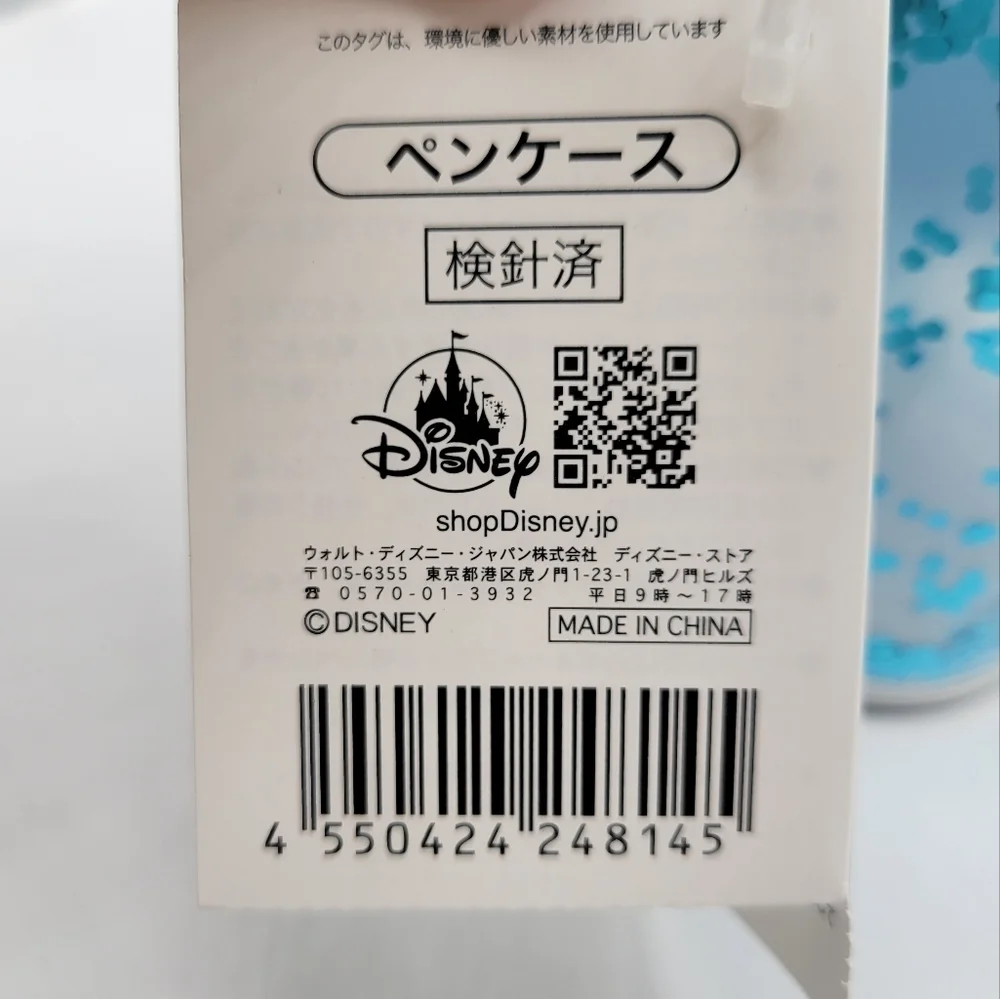 このタグは、環境に優しい素材を使用しています
ペンケース
検針済
Disney
shopDisney.jp
ウォルト・ディズニー・ジャパン株式会社 ディズニー・ストア
〒105-6355 東京都港区虎ノ門1-23-1 虎ノ門ヒルズ
☎ 0570-01-3932 平日9時～17時
©DISNEY
MADE IN CHINA
4 550424 248145